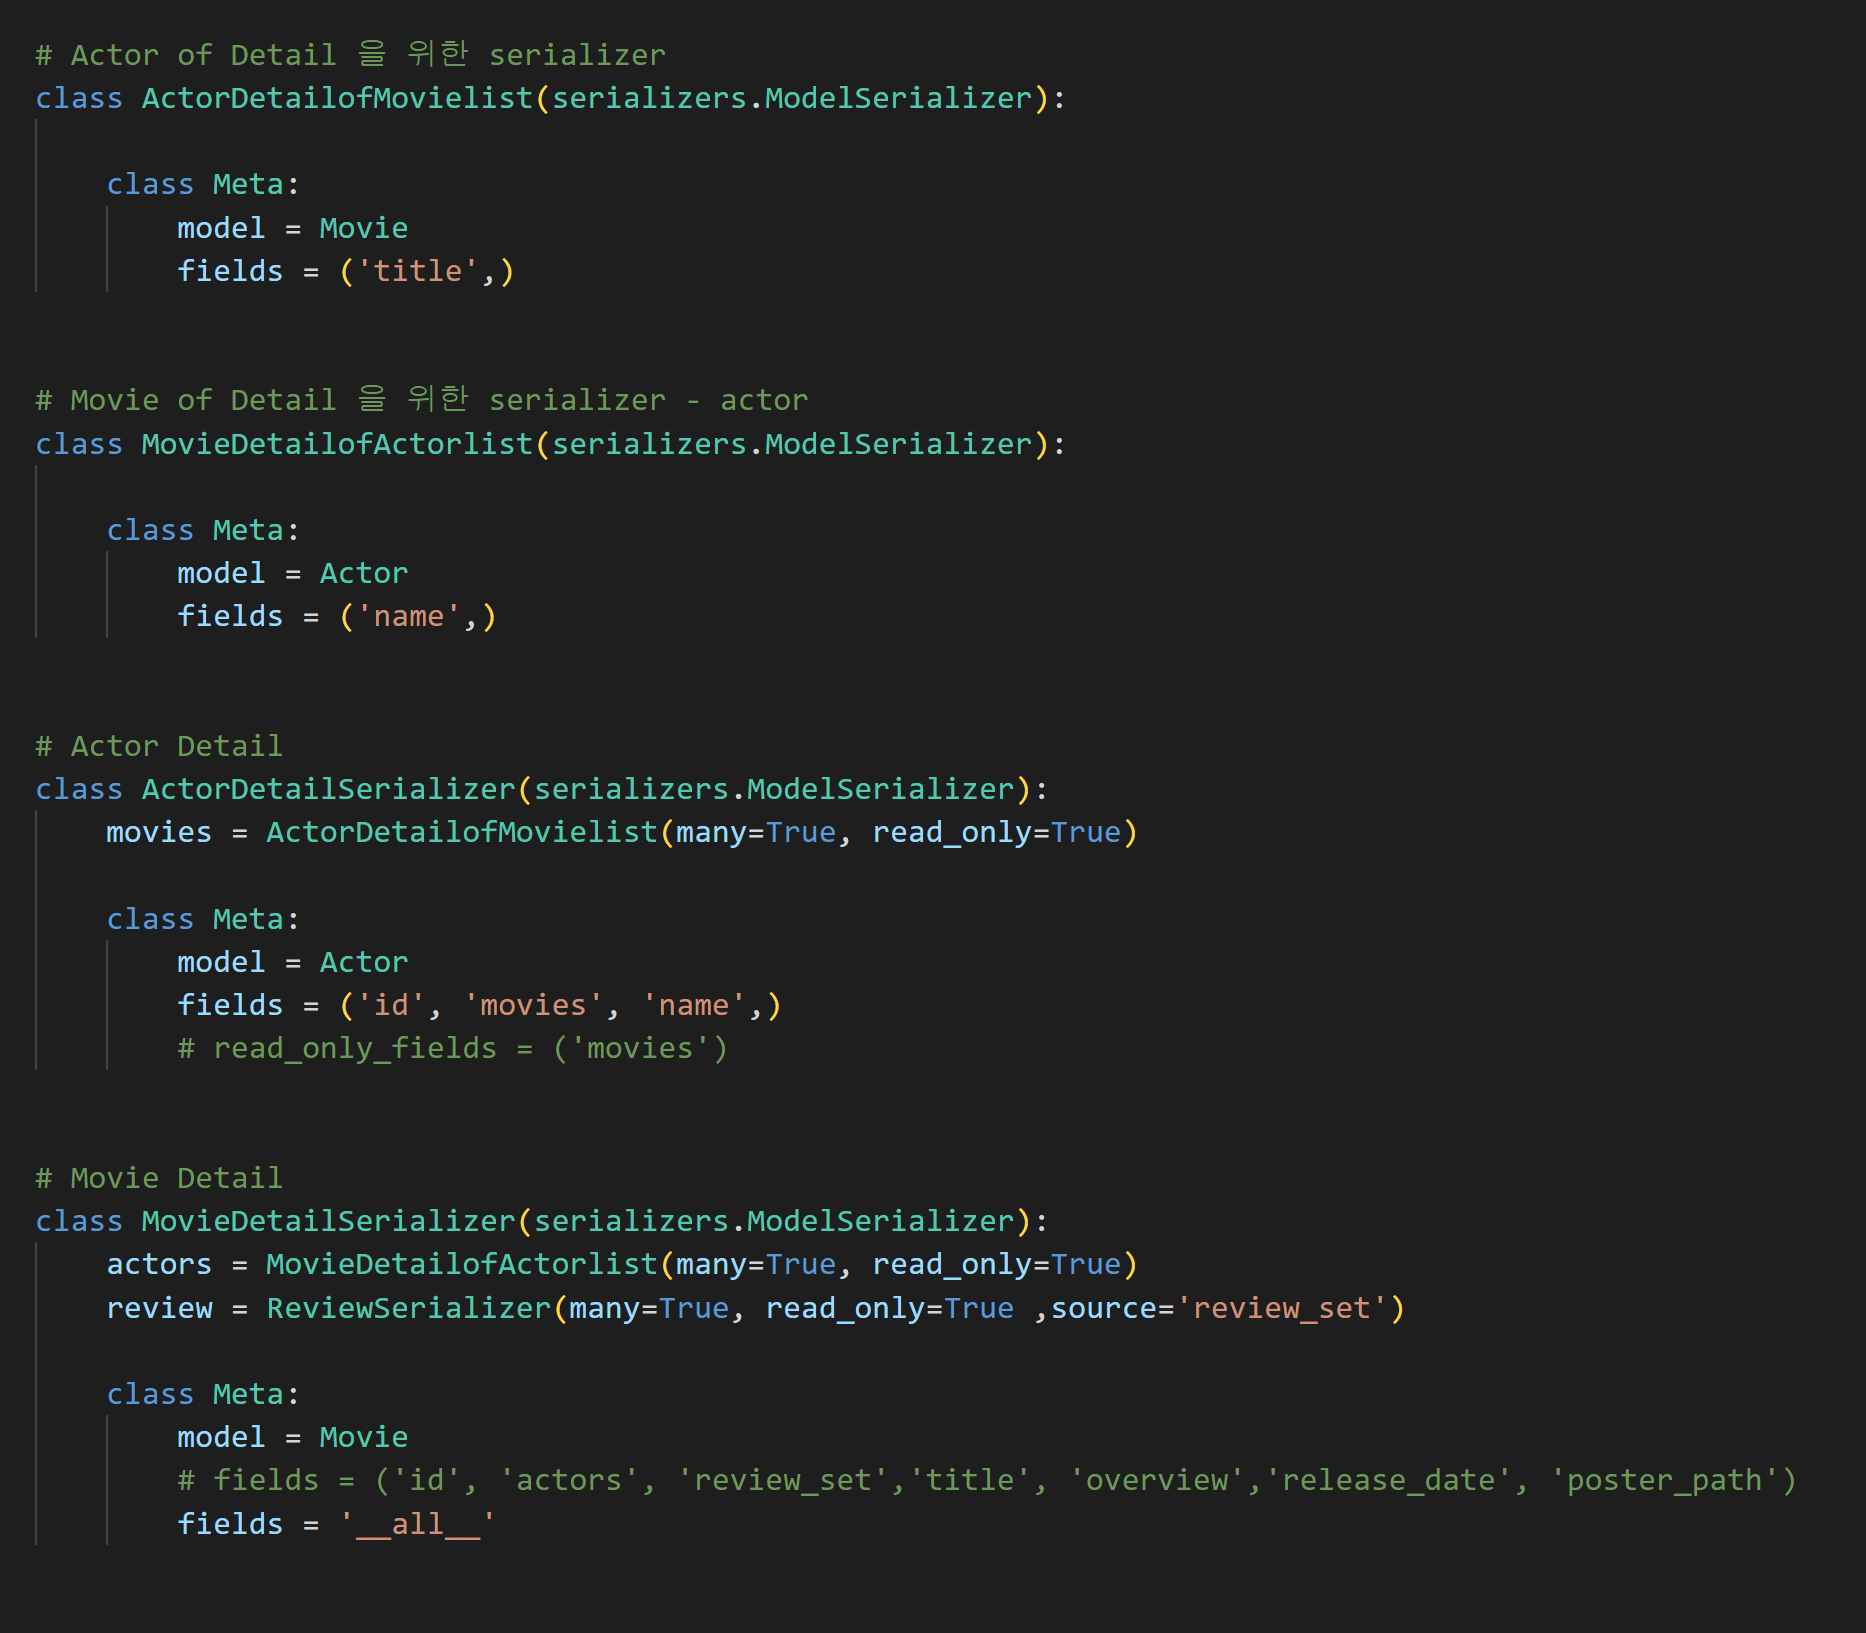 # Actor of Detail 을 위한 serializer
class ActorDetailofMovielist(serializers.ModelSerializer):
class Meta:
model = Movie
fields = ('title',)
# Movie of Detail 을 위한 serializer - actor
class MovieDetailofActorlist(serializers.ModelSerializer):
class Meta:
model = Actor
fields = ('name',)
# Actor Detail
class ActorDetailSerializer(serializers.ModelSerializer):
movies = ActorDetailofMovielist(many=True, read_only=True)
class Meta:
model = Actor
fields = ('id', 'movies', 'name',)
# read_only_fields = ('movies')
# Movie Detail
class MovieDetailSerializer(serializers.ModelSerializer):
actors = MovieDetailofActorlist(many=True, read_only=True)
review = ReviewSerializer(many=True, read_only=True ,source='review_set')
class Meta:
model = Movie
# fields = ('id', 'actors', 'review_set','title', 'overview','release_date', 'poster_path')
fields = '__all__'